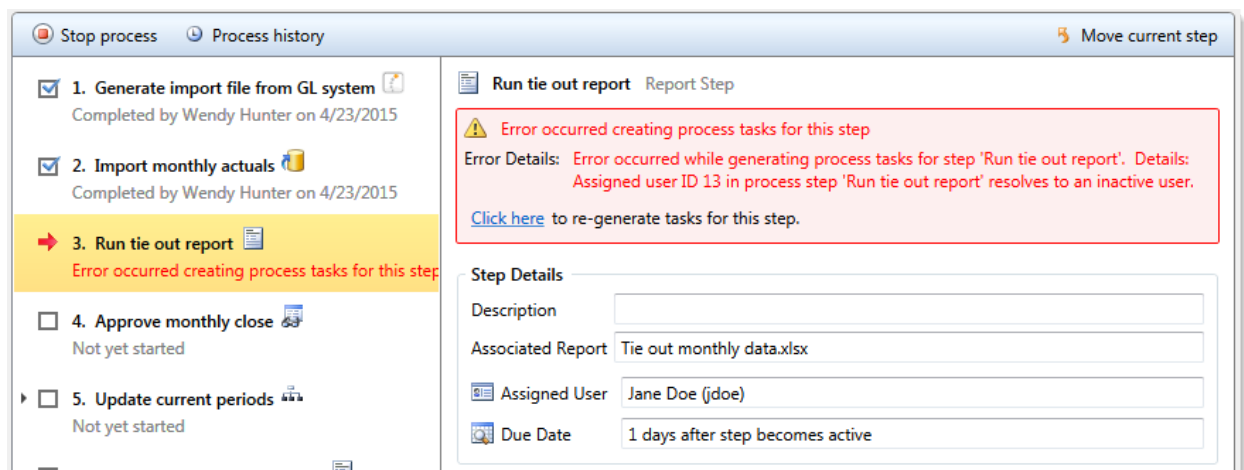 Stop process Process history Move current step
1. Generate import file from GL system
Completed by Wendy Hunter on 4/23/2015
2. Import monthly actuals
Completed by Wendy Hunter on 4/23/2015
3. Run tie out report
Error occurred creating process tasks for this step
4. Approve monthly close
Not yet started
5. Update current periods
Not yet started
Run tie out report Report Step
Error occurred creating process tasks for this step
Error Details: Error occurred while generating process tasks for step 'Run tie out report'. Details:
Assigned user ID 13 in process step 'Run tie out report' resolves to an inactive user.
Click here to re-generate tasks for this step.
Step Details
Description
Associated Report Tie out monthly data.xlsx
Assigned User Jane Doe (jdoe)
Due Date 1 days after step becomes active